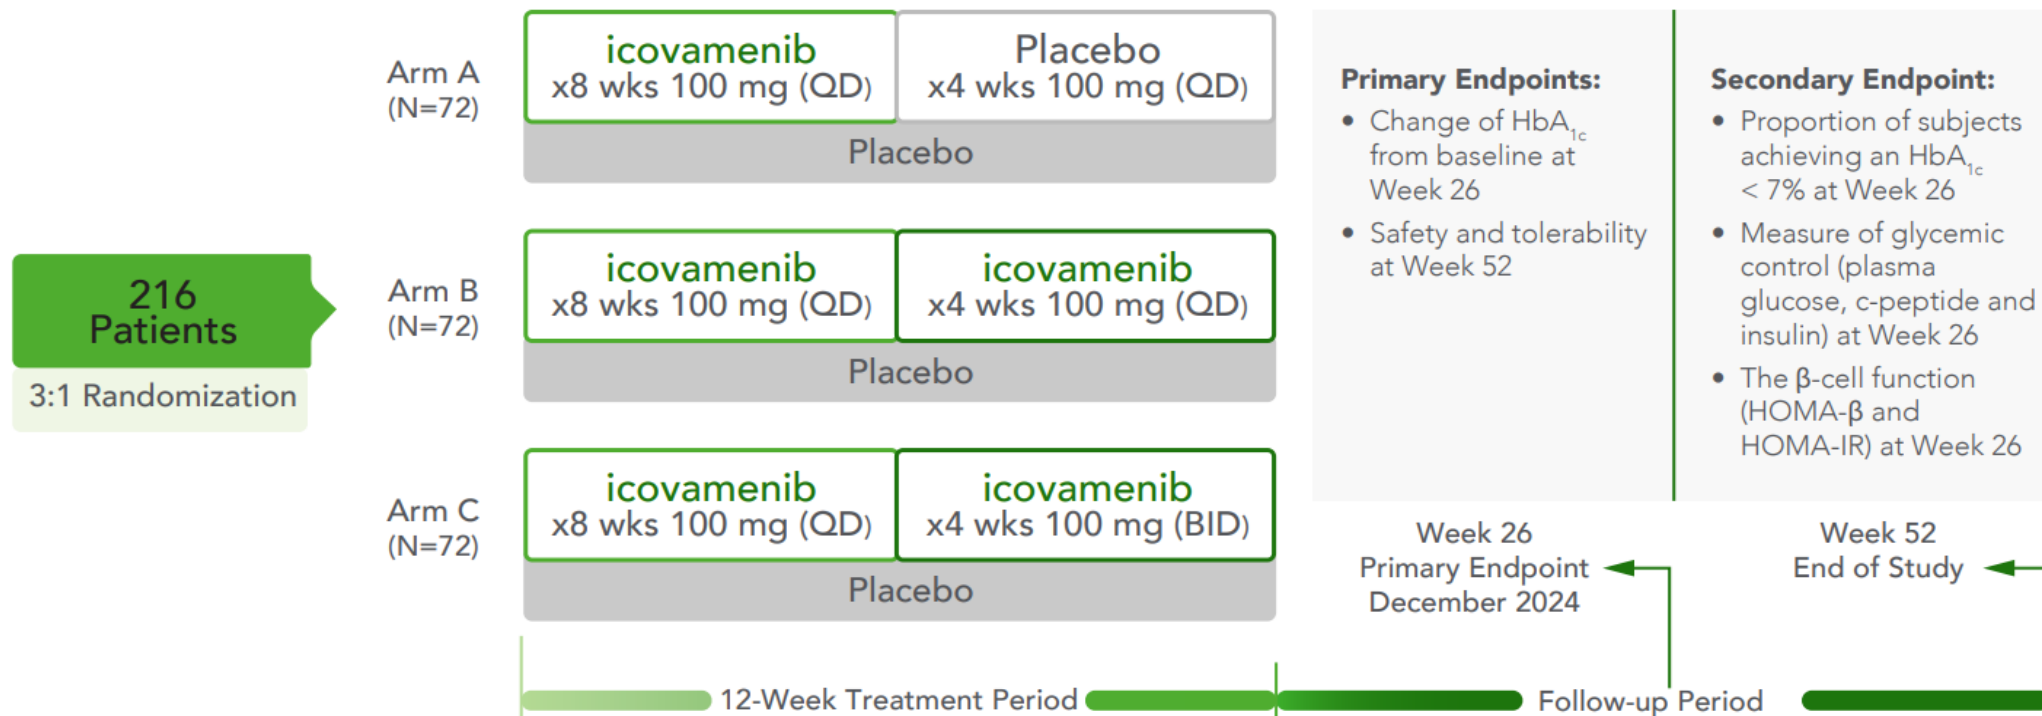 216
Patients
3:1 Randomization
Arm A
(N=72)
icovamenib
x8 wks 100 mg (QD)
Placebo
x4 wks 100 mg (QD)
Placebo
Arm B
(N=72)
icovamenib
x8 wks 100 mg (QD)
icovamenib
x4 wks 100 mg (QD)
Placebo
Arm C
(N=72)
icovamenib
x8 wks 100 mg (QD)
icovamenib
x4 wks 100 mg (BID)
Placebo
12-Week Treatment Period
Primary Endpoints:
• Change of HbA1c
from baseline at
Week 26
• Safety and tolerability
at Week 52
Secondary Endpoint:
• Proportion of subjects
achieving an HbA1c
< 7% at Week 26
• Measure of glycemic
control (plasma
glucose, c-peptide and
insulin) at Week 26
• The β-cell function
(HOMA-β and
HOMA-IR) at Week 26
Week 26
Primary Endpoint
December 2024
Week 52
End of Study
Follow-up Period